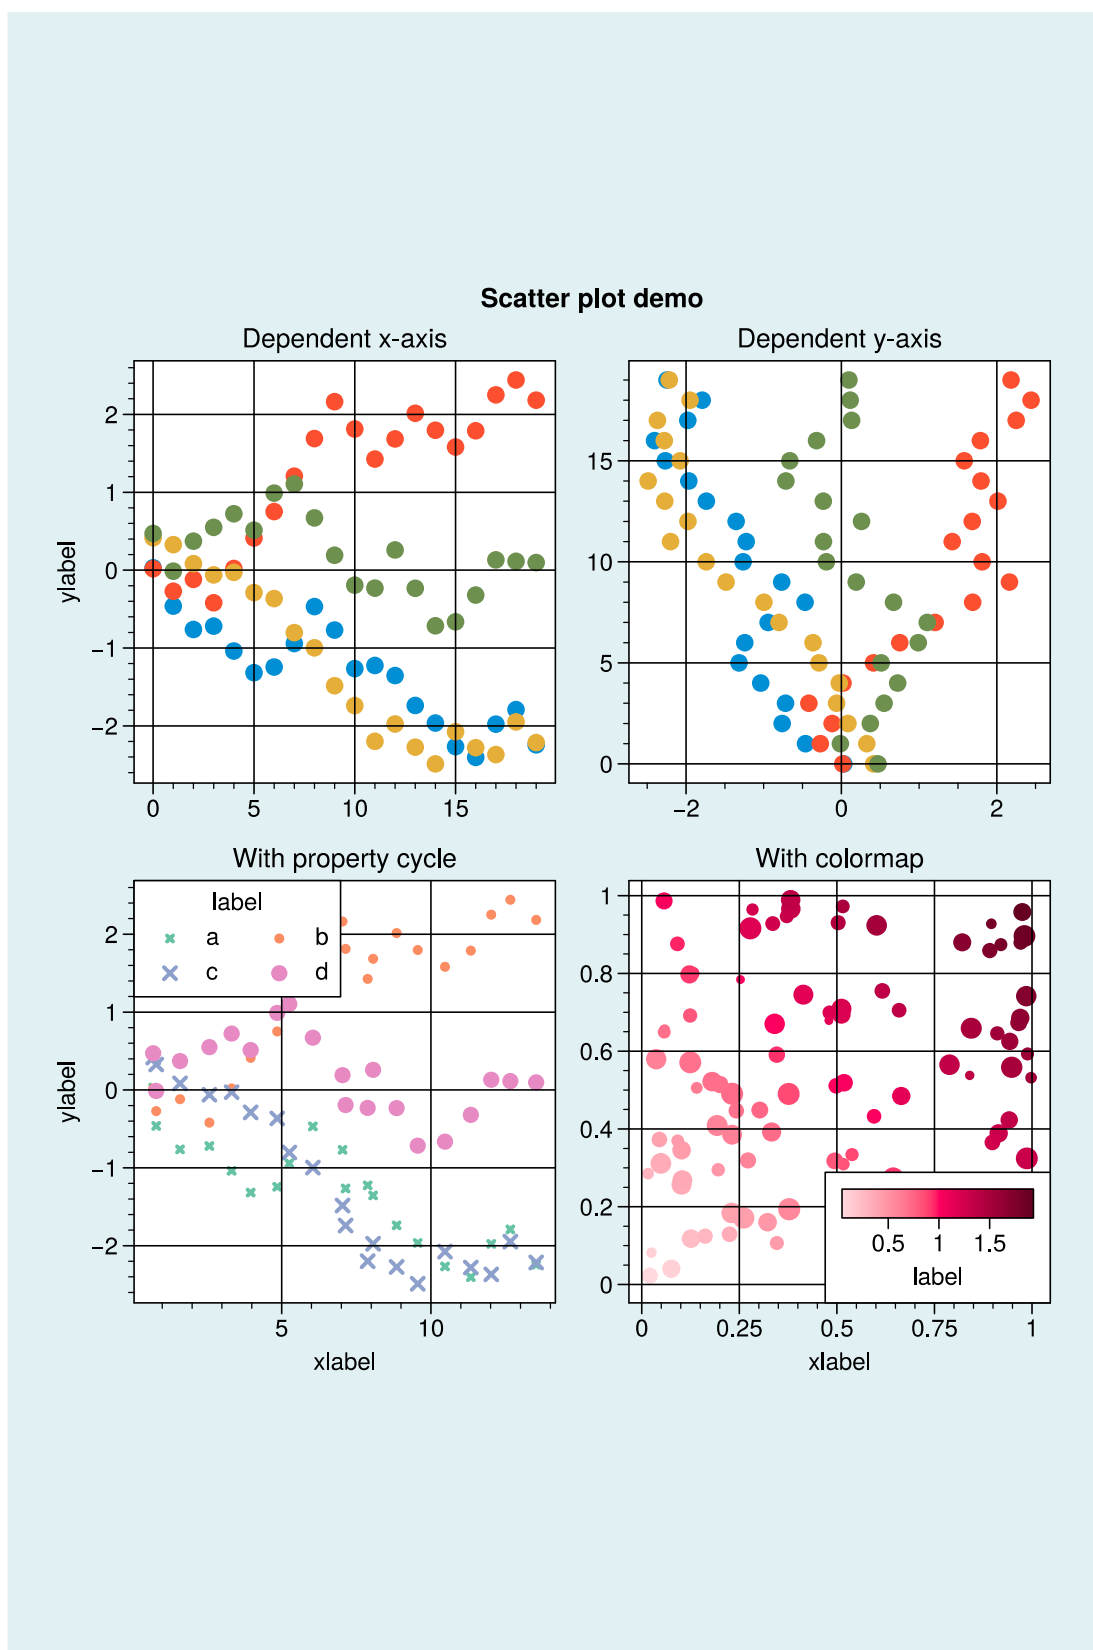 Scatter plot demo
Dependent x-axis
ylabel
2
1
0
−1
−2
0 5 10 15
Dependent y-axis
15
10
5
0
−2 0 2
With property cycle
label
a b
c d
ylabel
2
1
0
−1
−2
5 10
xlabel
With colormap
1
0.8
0.6
0.4
0.2
0
0.5 1 1.5
label
0 0.25 0.5 0.75 1
xlabel